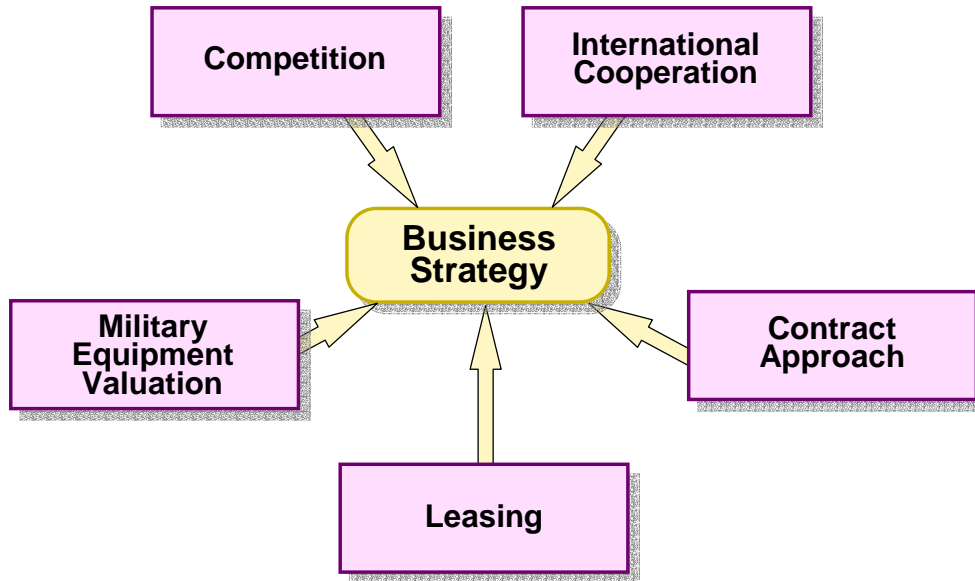 Competition
International
Cooperation
Business
Strategy
Military
Equipment
Valuation
Contract
Approach
Leasing